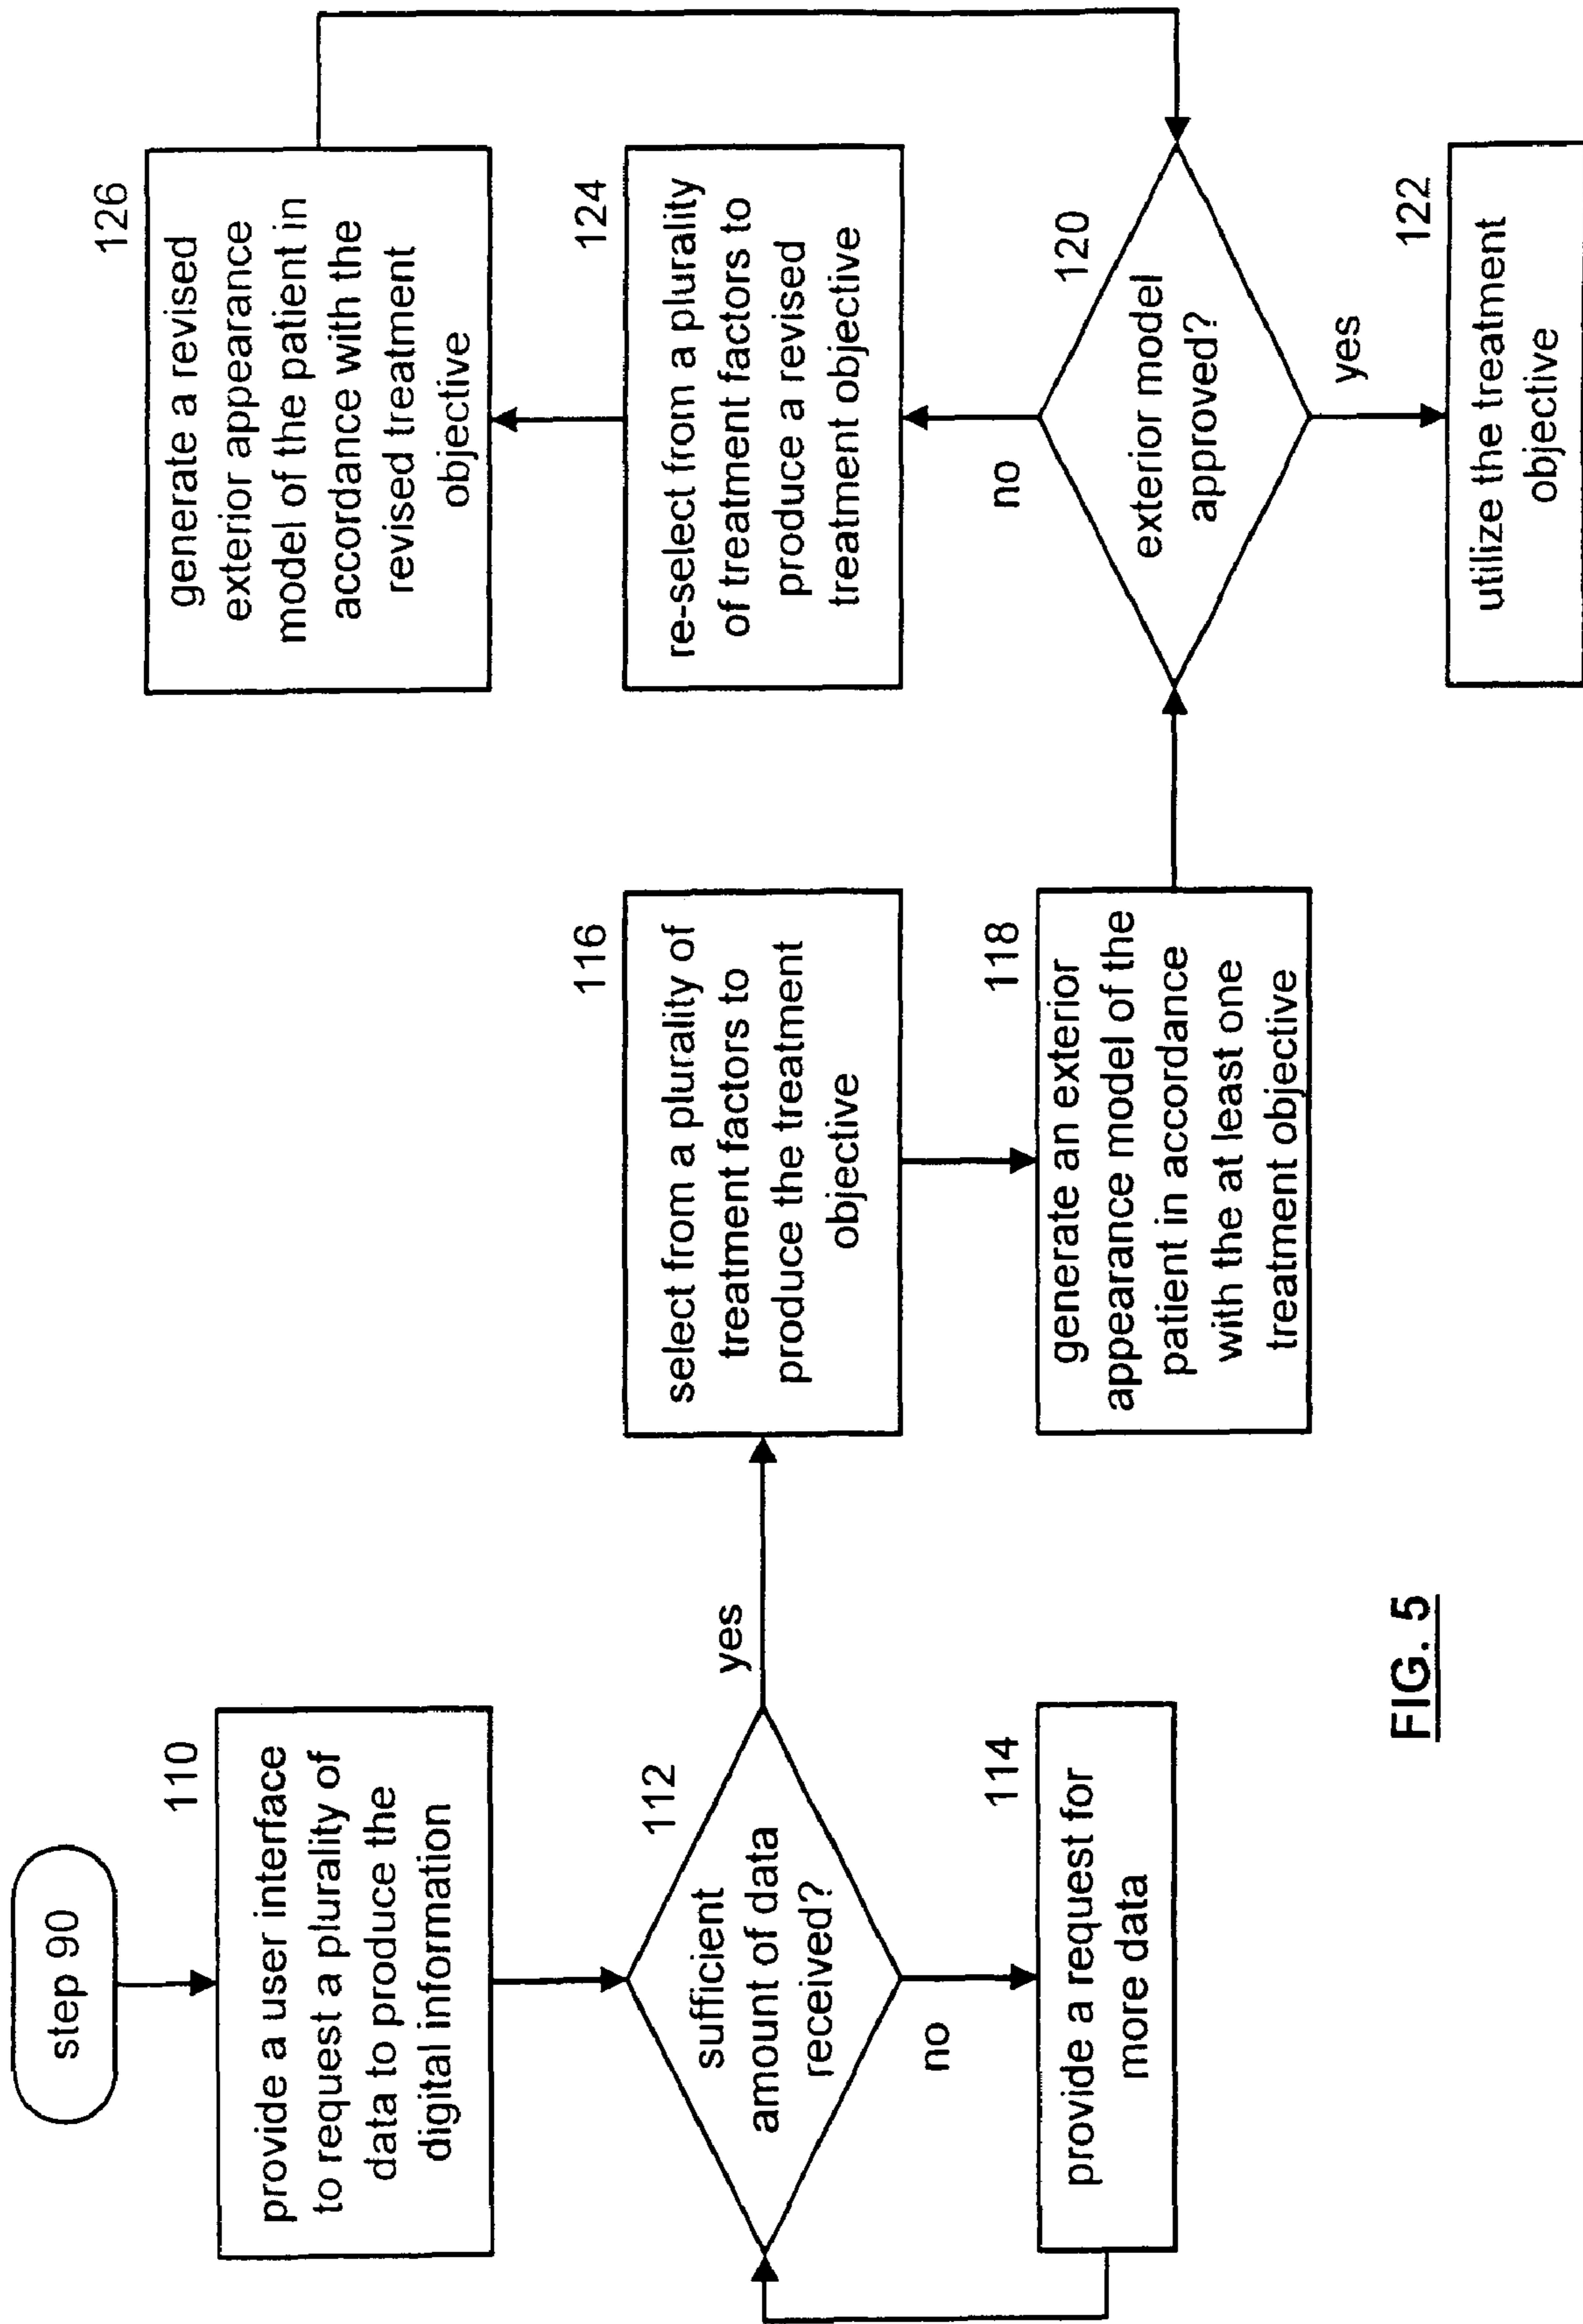 step 90
110
provide a user interface
to request a plurality of
data to produce the
digital information
112
sufficient
amount of data
received?
yes
no
114
provide a request for
more data
116
select from a plurality of
treatment factors to
produce the treatment
objective
118
generate an exterior
appearance model of the
patient in accordance
with the at least one
treatment objective
126
generate a revised
exterior appearance
model of the patient in
accordance with the
revised treatment
objective
124
re-select from a plurality
of treatment factors to
produce a revised
treatment objective
no
120
exterior model
approved?
yes
122
utilize the treatment
objective
FIG. 5